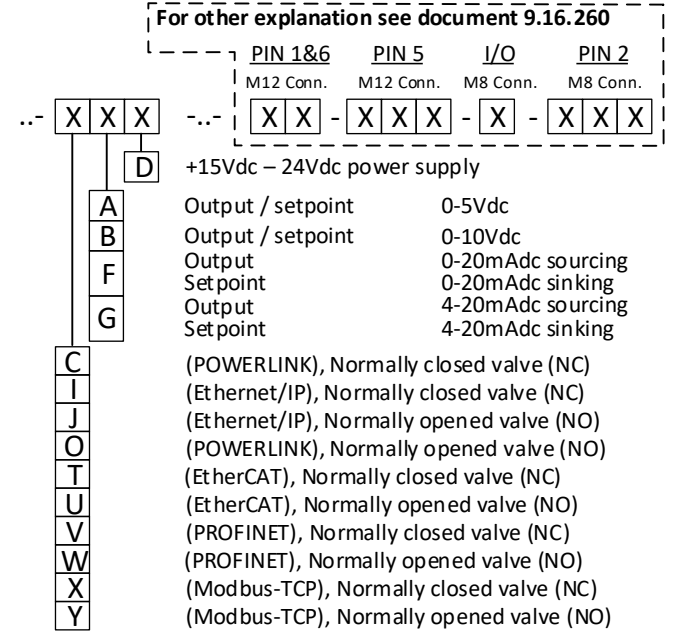 For other explanation see document 9.16.260
PIN 1&6 PIN 5 I/O PIN 2
M12 Conn. M12 Conn. M8 Conn. M8 Conn.
..- X X X -..- X X - X X X - X - X X X
D +15Vdc – 24Vdc power supply
A Output / setpoint 0-5Vdc
B Output / setpoint 0-10Vdc
F Output 0-20mAdc sourcing
Setpoint 0-20mAdc sinking
G Output 4-20mAdc sourcing
Setpoint 4-20mAdc sinking
C (POWERLINK), Normally closed valve (NC)
I (Ethernet/IP), Normally closed valve (NC)
J (Ethernet/IP), Normally opened valve (NO)
O (POWERLINK), Normally opened valve (NO)
T (EtherCAT), Normally closed valve (NC)
U (EtherCAT), Normally opened valve (NO)
V (PROFINET), Normally closed valve (NC)
W (PROFINET), Normally opened valve (NO)
X (Modbus-TCP), Normally closed valve (NC)
Y (Modbus-TCP), Normally opened valve (NO)